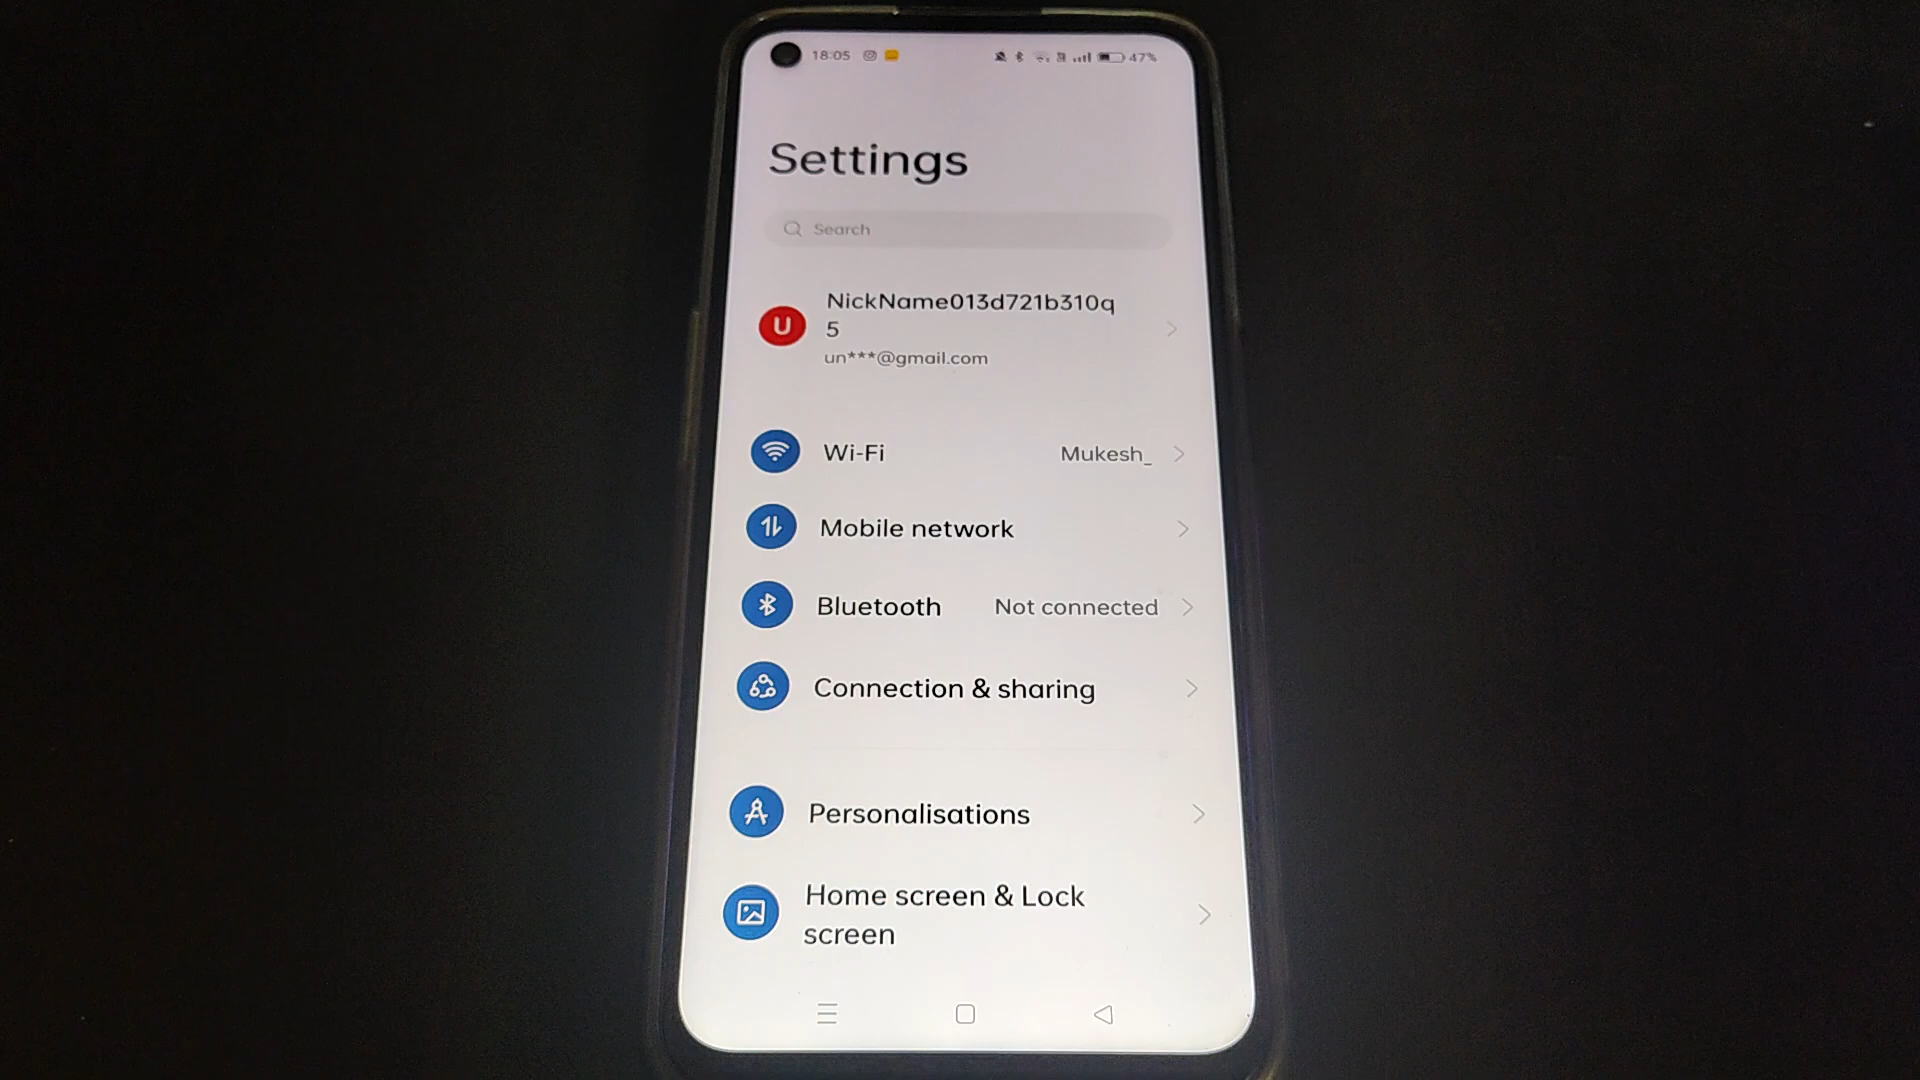 18:05 47%
Settings
Search
NickName013d721b310q
5
U
un***@gmail.com
Wi-Fi Mukesh_
Mobile network
Bluetooth Not connected
Connection & sharing
Personalisations
Home screen & Lock
screen